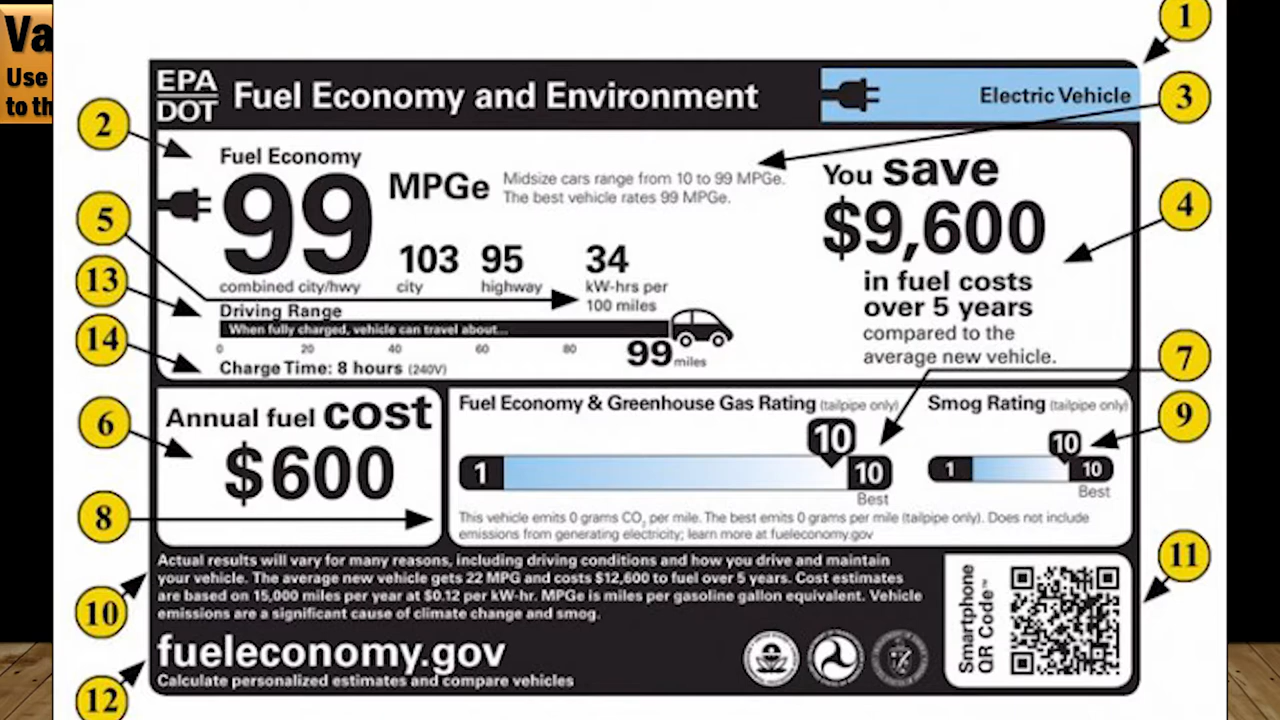 Va
Use
to th
1
EPA
DOT
Fuel Economy and Environment
Electric Vehicle
2
3
Fuel Economy
99
MPGe
Midsize cars range from 10 to 99 MPGe.
The best vehicle rates 99 MPGe.
You save
$9,600
in fuel costs
over 5 years
compared to the
average new vehicle.
4
5
combined city/hwy
103
city
95
highway
34
kW-hrs per
100 miles
13
Driving Range
When fully charged, vehicle can travel about...
0 20 40 60 80 99 miles
14
Charge Time: 8 hours (240V)
7
6
Annual fuel cost
$600
Fuel Economy & Greenhouse Gas Rating (tailpipe only)
10
1
10
Best
Smog Rating (tailpipe only)
10
1
10
Best
9
8
This vehicle emits 0 grams CO2 per mile. The best emits 0 grams per mile (tailpipe only). Does not include
emissions from generating electricity; learn more at fueleconomy.gov
10
Actual results will vary for many reasons, including driving conditions and how you drive and maintain
your vehicle. The average new vehicle gets 22 MPG and costs $12,600 to fuel over 5 years. Cost estimates
are based on 15,000 miles per year at $0.12 per kW-hr. MPGe is miles per gasoline gallon equivalent. Vehicle
emissions are a significant cause of climate change and smog.
fueleconomy.gov
Calculate personalized estimates and compare vehicles
12
Smartphone
QR Code™
11